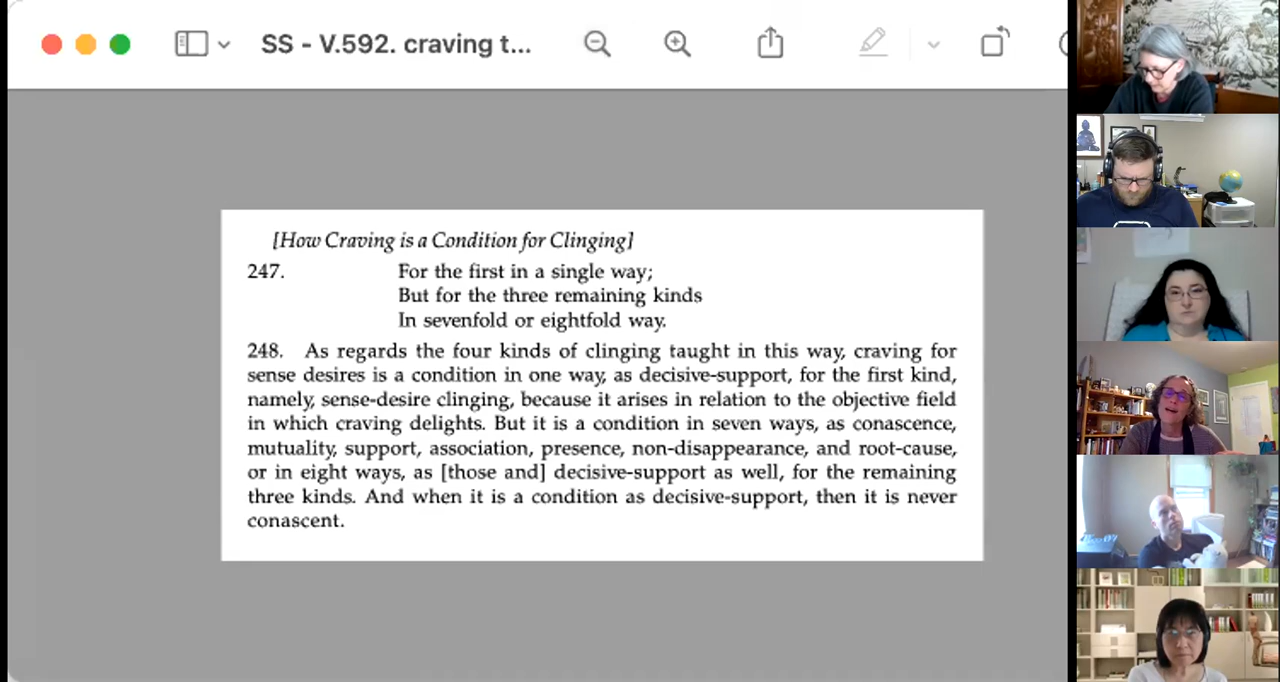 SS - V.592. craving t...
[How Craving is a Condition for Clinging]
247. For the first in a single way;
But for the three remaining kinds
In sevenfold or eightfold way.
248. As regards the four kinds of clinging taught in this way, craving for
sense desires is a condition in one way, as decisive-support, for the first kind,
namely, sense-desire clinging, because it arises in relation to the objective field
in which craving delights. But it is a condition in seven ways, as conascence,
mutuality, support, association, presence, non-disappearance, and root-cause,
or in eight ways, as [those and] decisive-support as well, for the remaining
three kinds. And when it is a condition as decisive-support, then it is never
conascent.